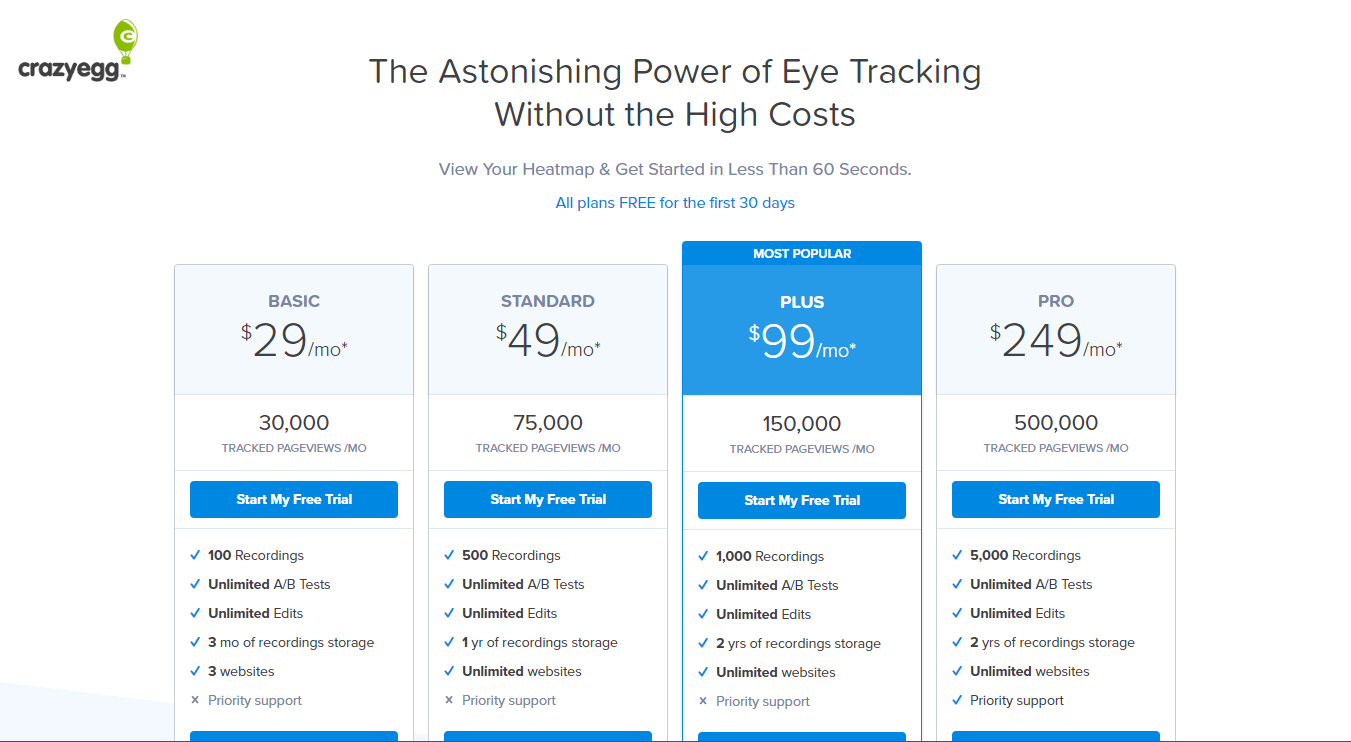 crazyegg™
The Astonishing Power of Eye Tracking
Without the High Costs
View Your Heatmap & Get Started in Less Than 60 Seconds.
All plans FREE for the first 30 days
BASIC
$29/mo*
30,000
TRACKED PAGEVIEWS /MO
Start My Free Trial
✓ 100 Recordings
✓ Unlimited A/B Tests
✓ Unlimited Edits
✓ 3 mo of recordings storage
✓ 3 websites
x Priority support
STANDARD
$49/mo*
75,000
TRACKED PAGEVIEWS /MO
Start My Free Trial
✓ 500 Recordings
✓ Unlimited A/B Tests
✓ Unlimited Edits
✓ 1 yr of recordings storage
✓ Unlimited websites
x Priority support
MOST POPULAR
PLUS
$99/mo*
150,000
TRACKED PAGEVIEWS /MO
Start My Free Trial
✓ 1,000 Recordings
✓ Unlimited A/B Tests
✓ Unlimited Edits
✓ 2 yrs of recordings storage
✓ Unlimited websites
x Priority support
PRO
$249/mo*
500,000
TRACKED PAGEVIEWS /MO
Start My Free Trial
✓ 5,000 Recordings
✓ Unlimited A/B Tests
✓ Unlimited Edits
✓ 2 yrs of recordings storage
✓ Unlimited websites
✓ Priority support